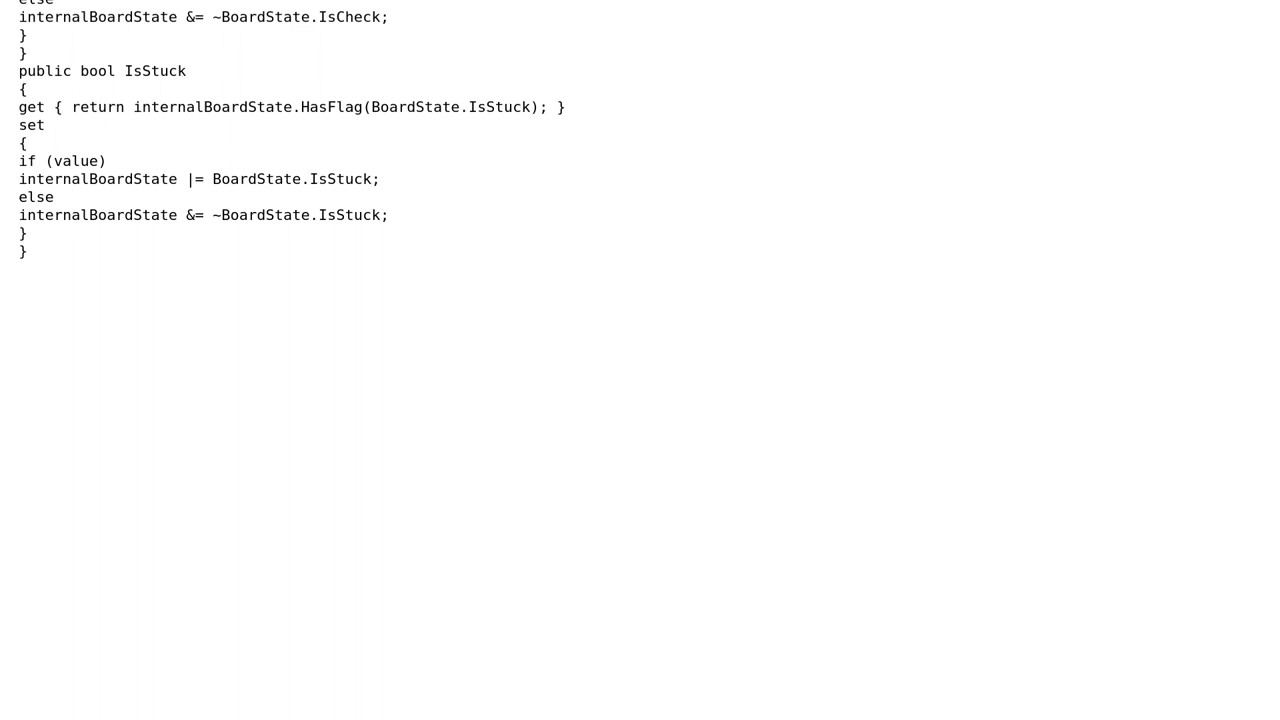 else
internalBoardState &= ~BoardState.IsCheck;
}
}
public bool IsStuck
{
get { return internalBoardState.HasFlag(BoardState.IsStuck); }
set
{
if (value)
internalBoardState |= BoardState.IsStuck;
else
internalBoardState &= ~BoardState.IsStuck;
}
}